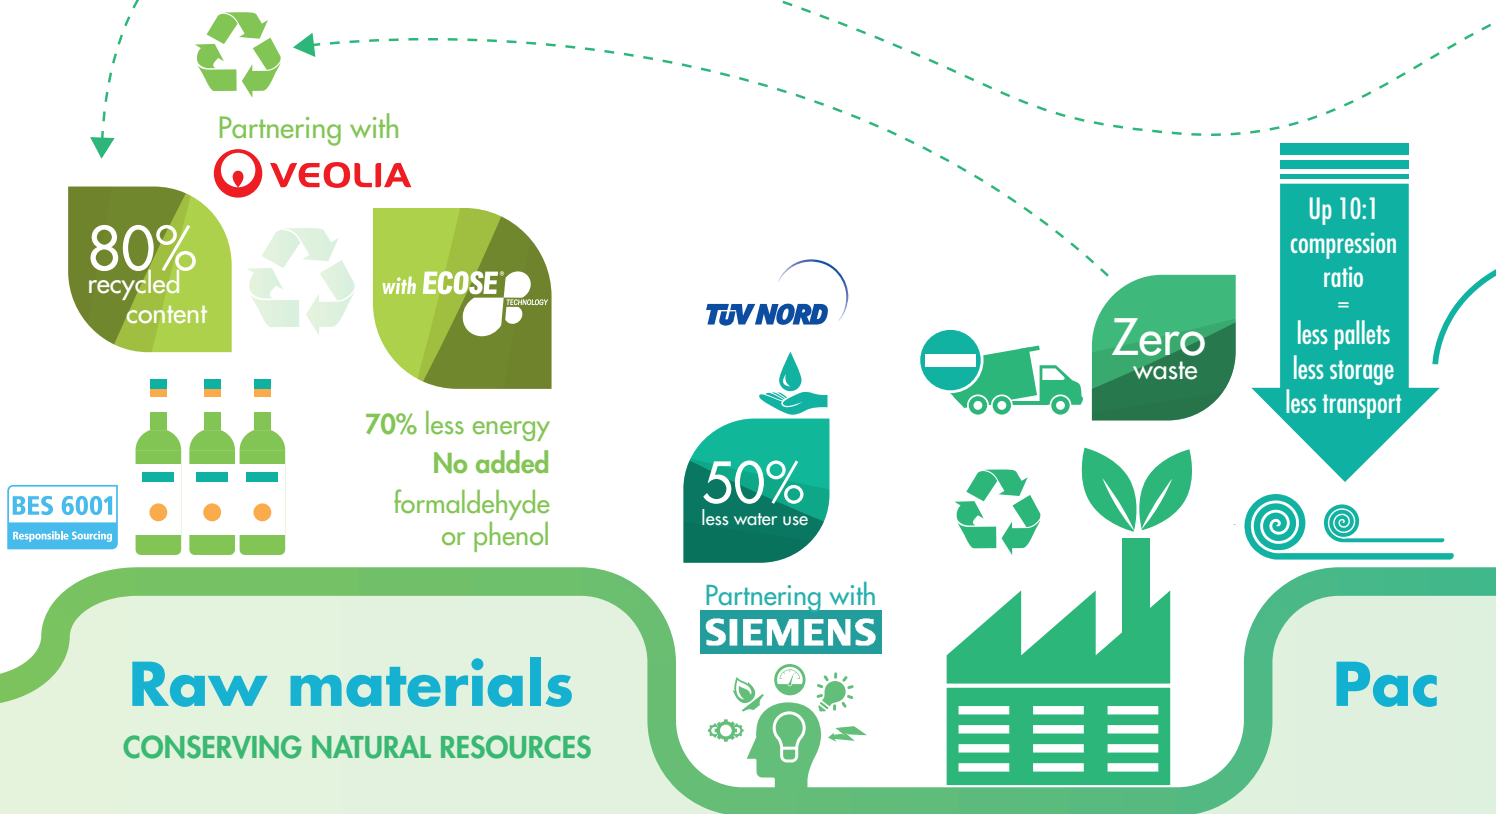 Partnering with
VEOLIA
80%
recycled
content
with ECOSE®
TECHNOLOGY
70% less energy
No added
formaldehyde
or phenol
BES 6001
Responsible Sourcing
Raw materials
CONSERVING NATURAL RESOURCES
TÜV NORD
50%
less water use
Partnering with
SIEMENS
Zero
waste
Up 10:1
compression
ratio
=
less pallets
less storage
less transport
Pac